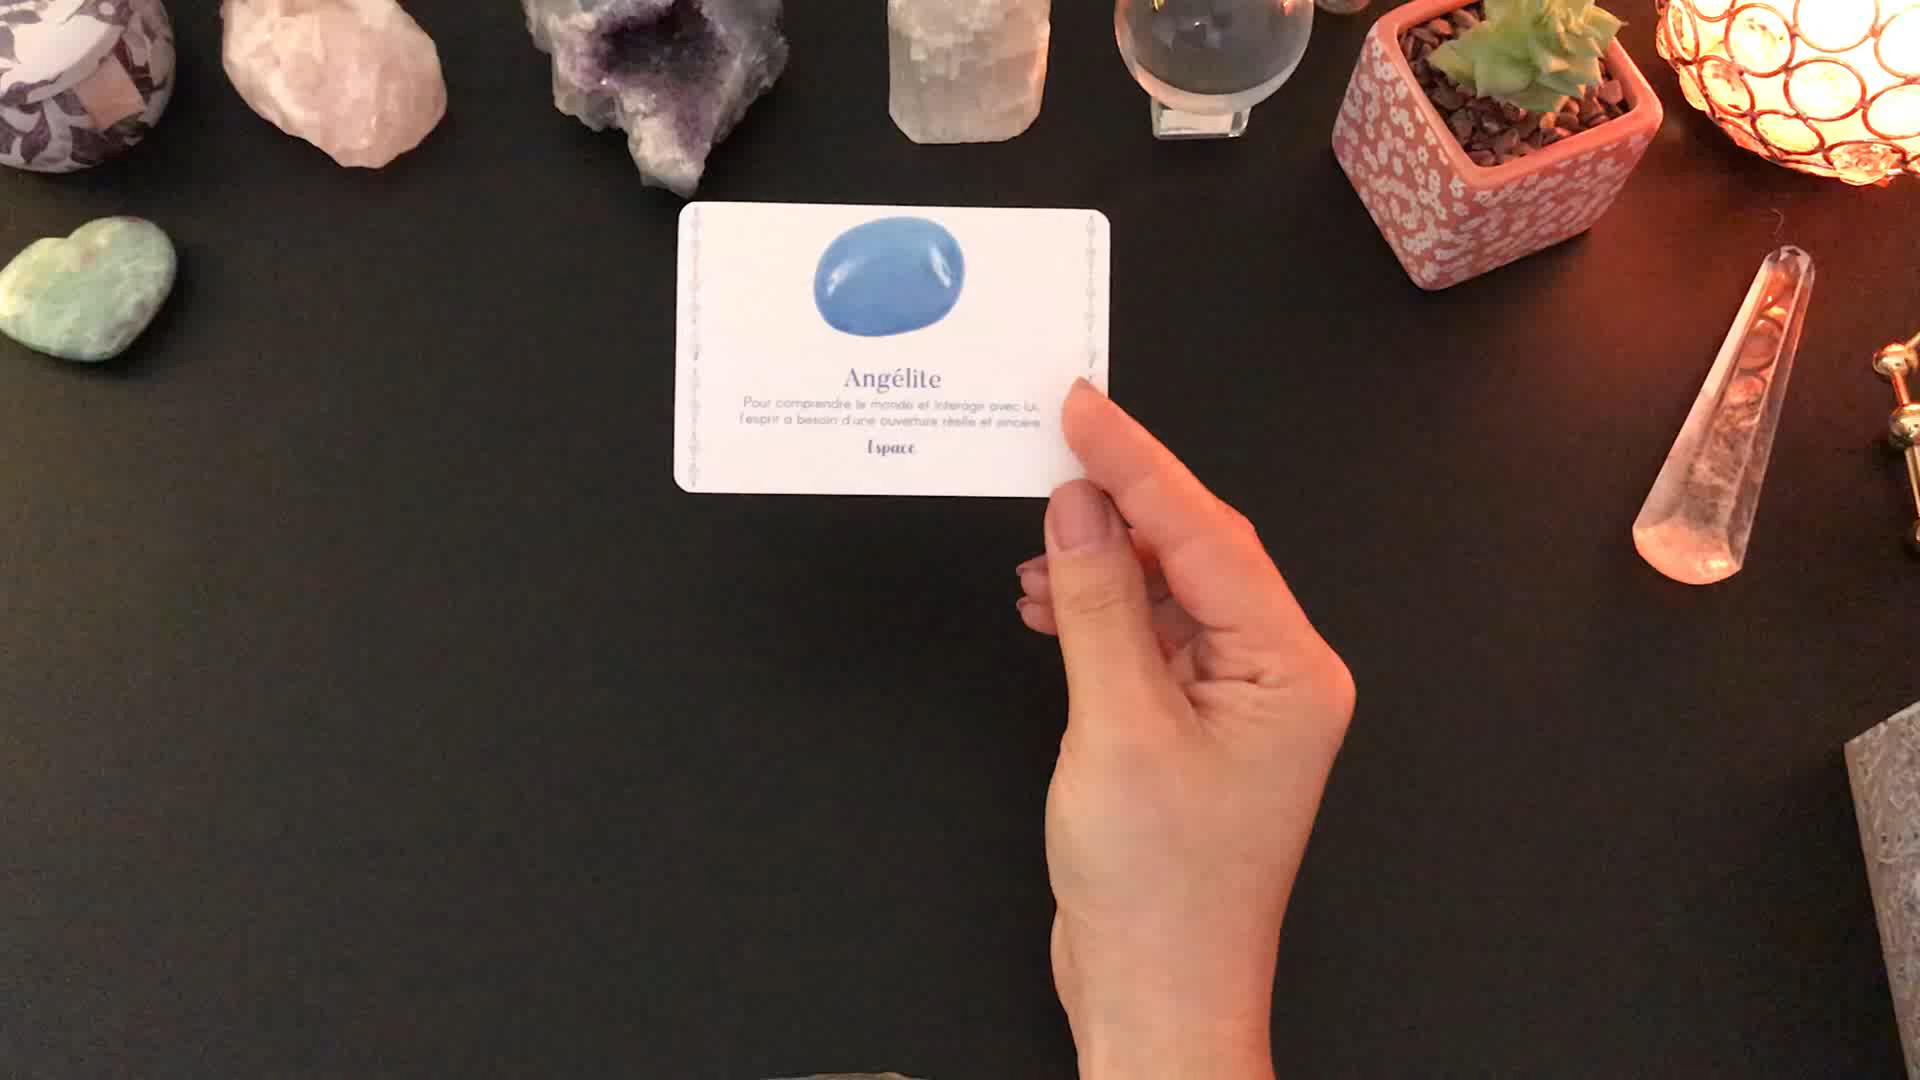 Angélite
Pour comprendre le monde et interagir avec lui,
l'esprit a besoin d'une ouverture réelle et sincère
Espace